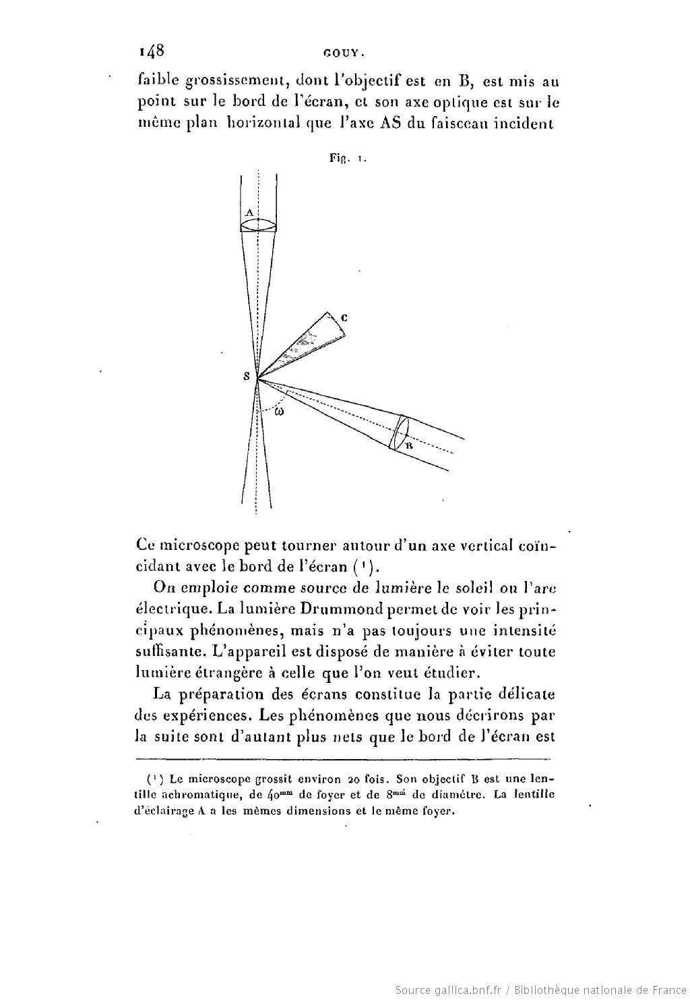 148
GOUY.
faible grossissement, dont l'objectif est en B, est mis au
point sur le bord de l'écran, et son axe optique est sur le
même plan horizontal que l'axe AS du faisceau incident
Fig. 1.
A
C
S
ω
B
Ce microscope peut tourner autour d'un axe vertical coïn-
cidant avec le bord de l'écran (¹).
On emploie comme source de lumière le soleil ou l'arc
électrique. La lumière Drummond permet de voir les prin-
cipaux phénomènes, mais n'a pas toujours une intensité
suffisante. L'appareil est disposé de manière à éviter toute
lumière étrangère à celle que l'on veut étudier.
La préparation des écrans constitue la partie délicate
des expériences. Les phénomènes que nous décrirons par
la suite sont d'autant plus nets que le bord de l'écran est
(¹) Le microscope grossit environ 20 fois. Son objectif B est une len-
tille achromatique, de 40mm de foyer et de 8mm de diamètre. La lentille
d'éclairage A a les mêmes dimensions et le même foyer.
Source gallica.bnf.fr / Bibliothèque nationale de France